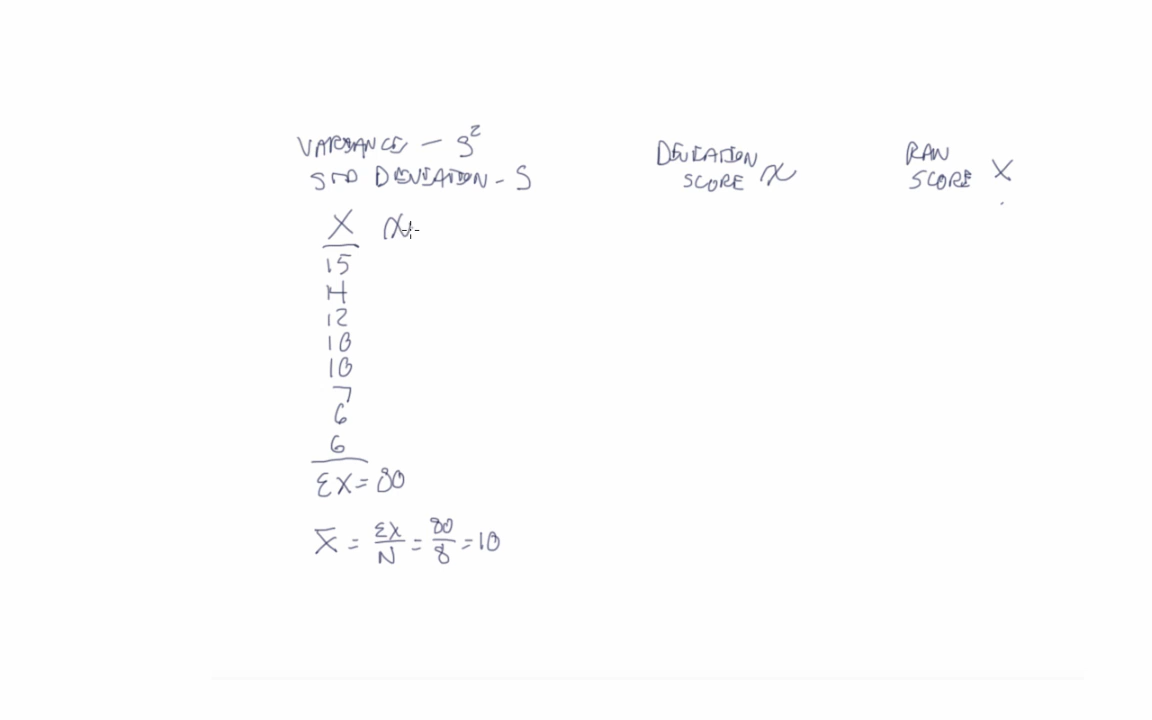 VARIANCE - S²
STD DEVIATION - S
DEVIATION
SCORE x
RAW
SCORE X
X x
15
14
12
10
10
7
6
6
ΣX = 80
X̄ = ΣX/N = 80/8 = 10